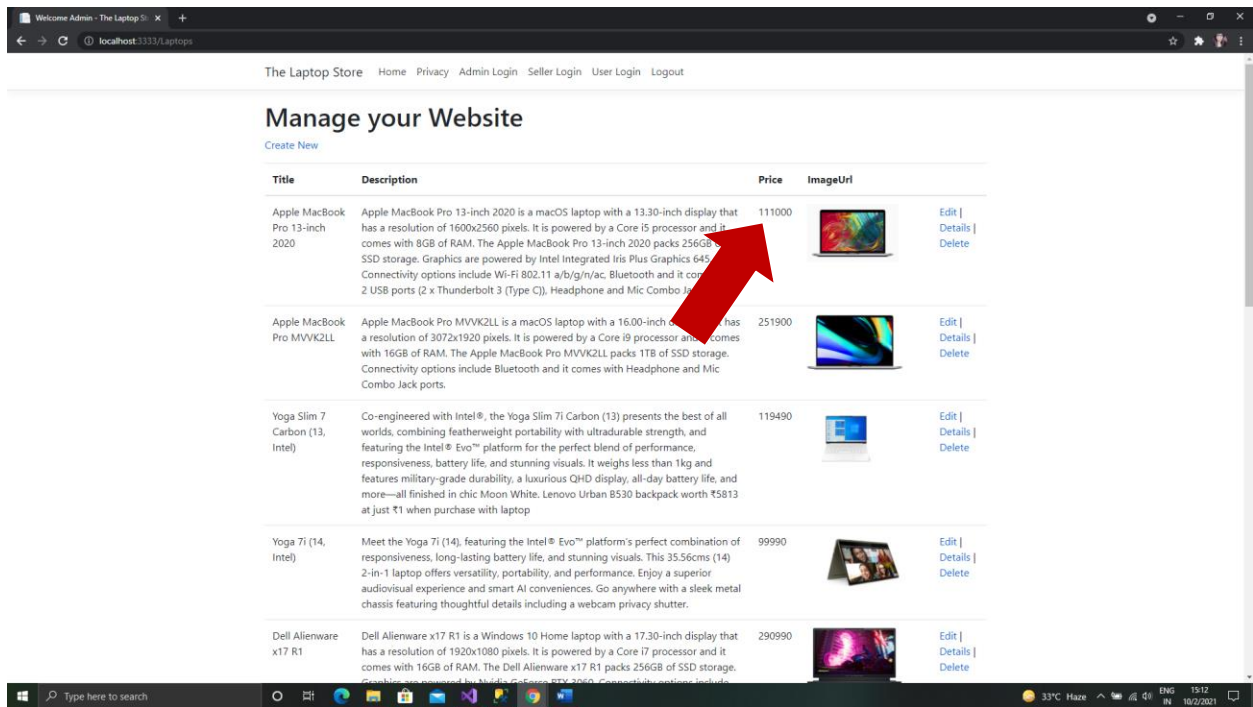 Welcome Admin - The Laptop St
localhost:3333/Laptops
The Laptop Store Home Privacy Admin Login Seller Login User Login Logout
Manage your Website
Create New
Title Description Price ImageUrl
Apple MacBook Pro 13-inch 2020
Apple MacBook Pro 13-inch 2020 is a macOS laptop with a 13.30-inch display that
has a resolution of 1600x2560 pixels. It is powered by a Core i5 processor and it
comes with 8GB of RAM. The Apple MacBook Pro 13-inch 2020 packs 256GB
SSD storage. Graphics are powered by Intel Integrated Iris Plus Graphics 645.
Connectivity options include Wi-Fi 802.11 a/b/g/n/ac, Bluetooth and it
2 USB ports (2 x Thunderbolt 3 (Type C)), Headphone and Mic Combo
111000
Edit |
Details |
Delete
Apple MacBook
Pro MVVK2LL
Apple MacBook Pro MVVK2LL is a macOS laptop with a 16.00-inch has
a resolution of 3072x1920 pixels. It is powered by a Core i9 processor and comes
with 16GB of RAM. The Apple MacBook Pro MVVK2LL packs 1TB of SSD storage.
Connectivity options include Bluetooth and it comes with Headphone and Mic
Combo Jack ports.
251900
Edit |
Details |
Delete
Yoga Slim 7
Carbon (13,
Intel)
Co-engineered with Intel®, the Yoga Slim 7i Carbon (13) presents the best of all
worlds, combining featherweight portability with ultradurable strength, and
featuring the Intel® Evo™ platform for the perfect blend of performance,
responsiveness, battery life, and stunning visuals. It weighs less than 1kg and
features military-grade durability, a luxurious QHD display, all-day battery life, and
more—all finished in chic Moon White. Lenovo Urban B530 backpack worth ₹5813
at just ₹1 when purchase with laptop
119490
Edit |
Details |
Delete
Yoga 7i (14,
Intel)
Meet the Yoga 7i (14), featuring the Intel® Evo™ platform's perfect combination of
responsiveness, long-lasting battery life, and stunning visuals. This 35.56cms (14)
2-in-1 laptop offers versatility, portability, and performance. Enjoy a superior
audiovisual experience and smart AI conveniences. Go anywhere with a sleek metal
chassis featuring thoughtful details including a webcam privacy shutter.
99990
Edit |
Details |
Delete
Dell Alienware
x17 R1
Dell Alienware x17 R1 is a Windows 10 Home laptop with a 17.30-inch display that
has a resolution of 1920x1080 pixels. It is powered by a Core i7 processor and it
comes with 16GB of RAM. The Dell Alienware x17 R1 packs 256GB of SSD storage.
Graphics are powered by Nvidia GeForce RTX 3060. Connectivity options include
290990
Edit |
Details |
Delete
Type here to search
33°C Haze
ENG
IN
15:12
10/2/2021